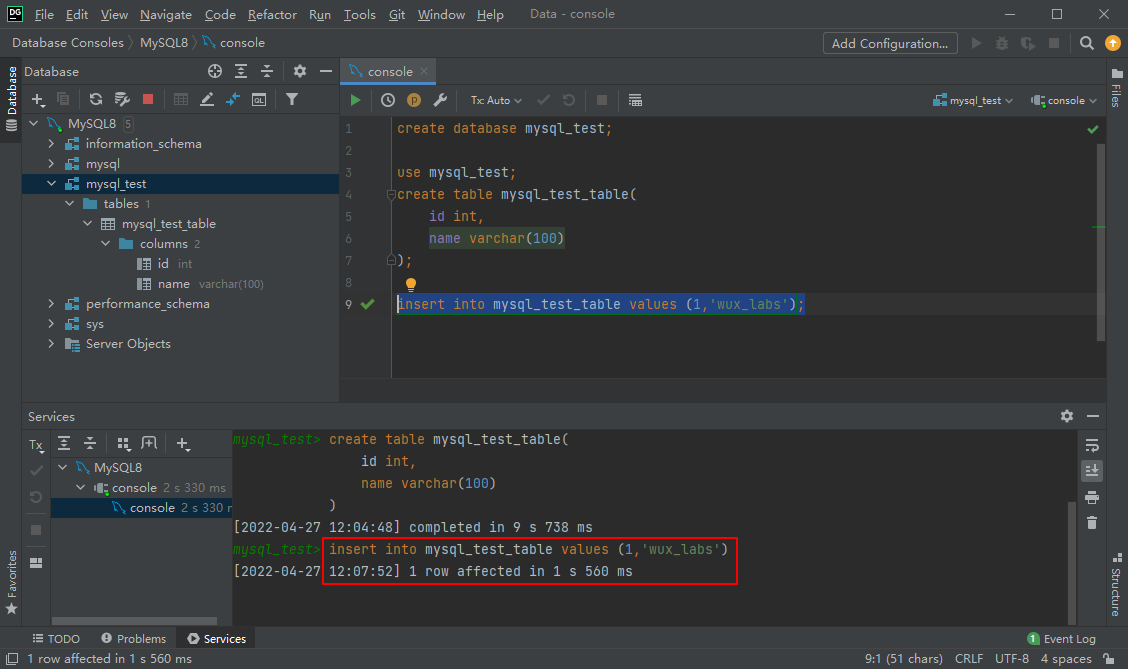 DG File Edit View Navigate Code Refactor Run Tools Git Window Help Data - console
Database Consoles MySQL8 console Add Configuration...
Database
Database
console
Files
Tx: Auto mysql_test console
MySQL8 5
information_schema
mysql
mysql_test
tables 1
mysql_test_table
columns 2
id int
name varchar(100)
performance_schema
sys
Server Objects
1 create database mysql_test;
2
3 use mysql_test;
4 create table mysql_test_table(
5 id int,
6 name varchar(100)
7 );
8
9 insert into mysql_test_table values (1,'wux_labs');
Services
Tx
MySQL8
console 2 s 330 ms
console 2 s 330 r
mysql_test> create table mysql_test_table(
id int,
name varchar(100)
)
[2022-04-27 12:04:48] completed in 9 s 738 ms
mysql_test> insert into mysql_test_table values (1,'wux_labs')
[2022-04-27 12:07:52] 1 row affected in 1 s 560 ms
Favorites
Structure
TODO Problems Services 1 Event Log
1 row affected in 1 s 560 ms 9:1 (51 chars) CRLF UTF-8 4 spaces